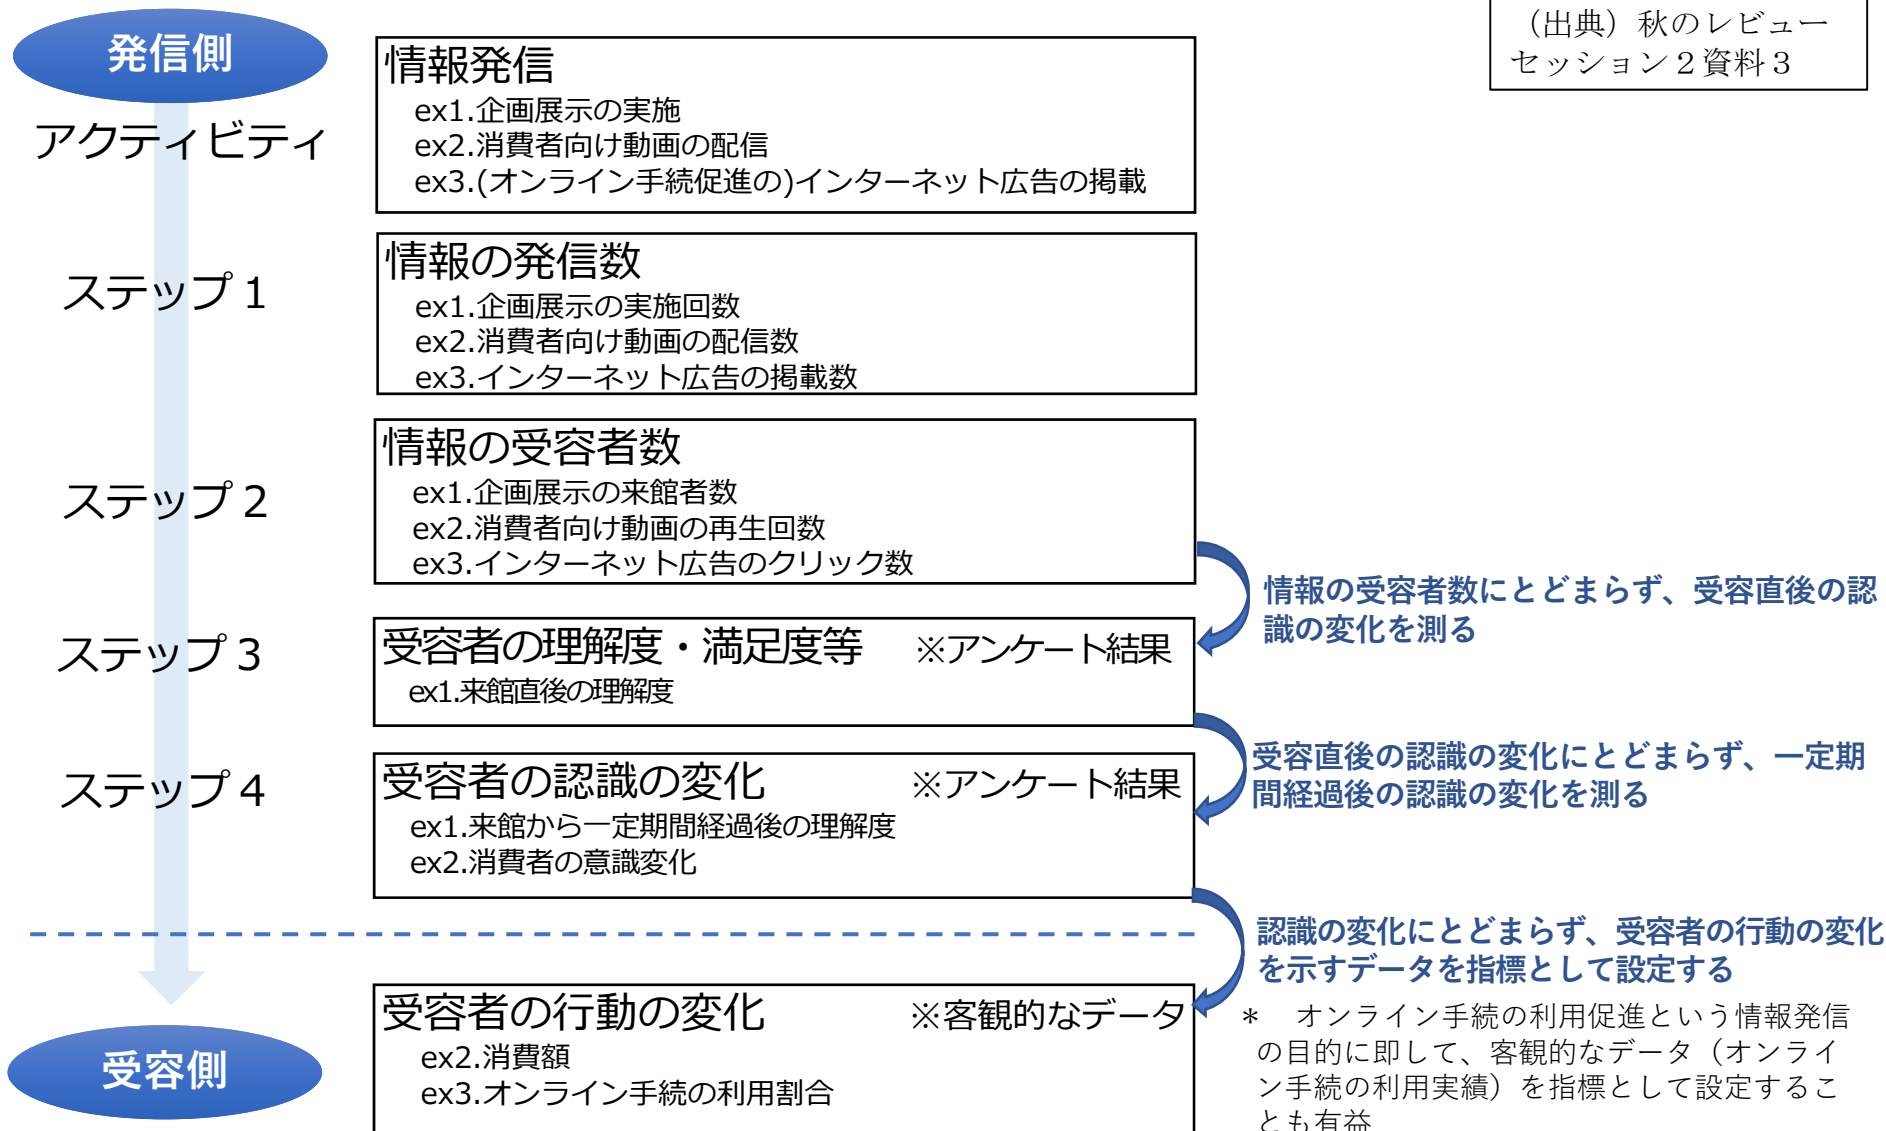 （出典）秋のレビュー
セッション２資料３
発信側
アクティビティ
情報発信
ex1.企画展示の実施
ex2.消費者向け動画の配信
ex3.(オンライン手続促進の)インターネット広告の掲載
ステップ１
情報の発信数
ex1.企画展示の実施回数
ex2.消費者向け動画の配信数
ex3.インターネット広告の掲載数
ステップ２
情報の受容者数
ex1.企画展示の来館者数
ex2.消費者向け動画の再生回数
ex3.インターネット広告のクリック数
情報の受容者数にとどまらず、受容直後の認
識の変化を測る
ステップ３
受容者の理解度・満足度等 ※アンケート結果
ex1.来館直後の理解度
受容直後の認識の変化にとどまらず、一定期
間経過後の認識の変化を測る
ステップ４
受容者の認識の変化 ※アンケート結果
ex1.来館から一定期間経過後の理解度
ex2.消費者の意識変化
認識の変化にとどまらず、受容者の行動の変化
を示すデータを指標として設定する
受容側
受容者の行動の変化 ※客観的なデータ
ex2.消費額
ex3.オンライン手続の利用割合
＊ オンライン手続の利用促進という情報発信
の目的に即して、客観的なデータ（オンライ
ン手続の利用実績）を指標として設定するこ
とも有益